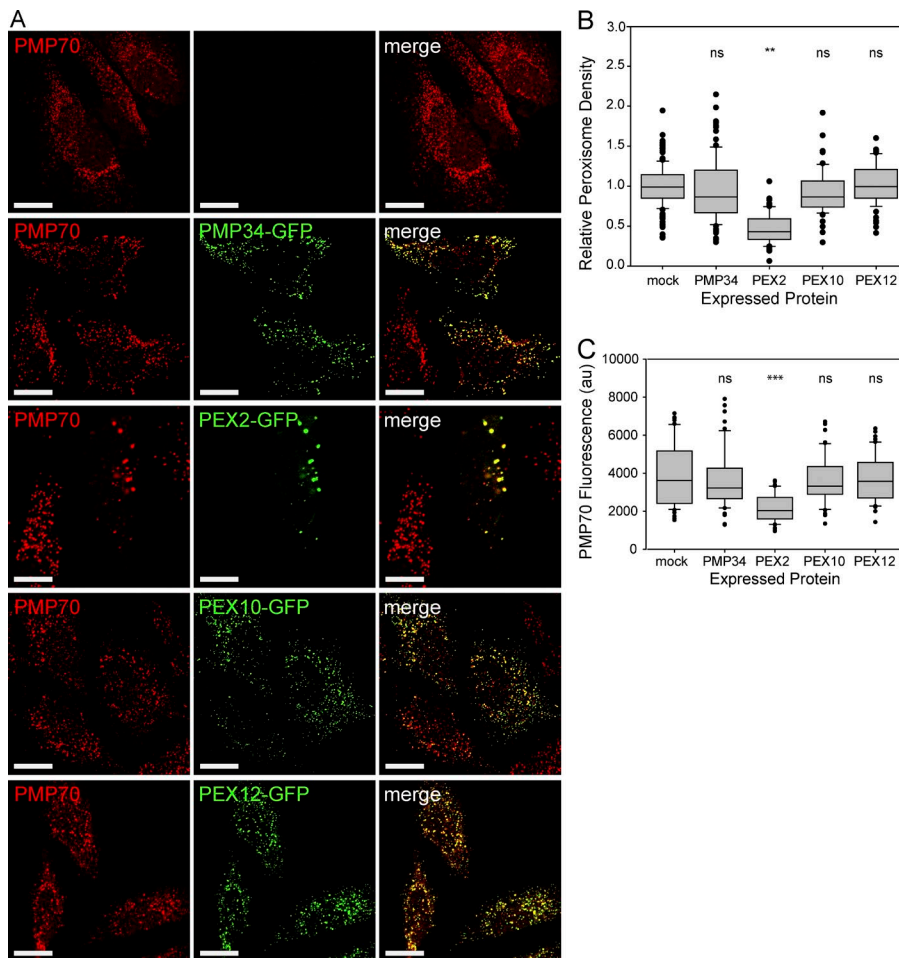 A
PMP70
merge
PMP70
PMP34-GFP
merge
PMP70
PEX2-GFP
merge
PMP70
PEX10-GFP
merge
PMP70
PEX12-GFP
merge
B
Relative Peroxisome Density
3.0
2.5
2.0
1.5
1.0
0.5
0.0
ns
**
ns
ns
mock
PMP34
PEX2
PEX10
PEX12
Expressed Protein
C
PMP70 Fluorescence (au)
10000
8000
6000
4000
2000
0
ns
***
ns
ns
mock
PMP34
PEX2
PEX10
PEX12
Expressed Protein